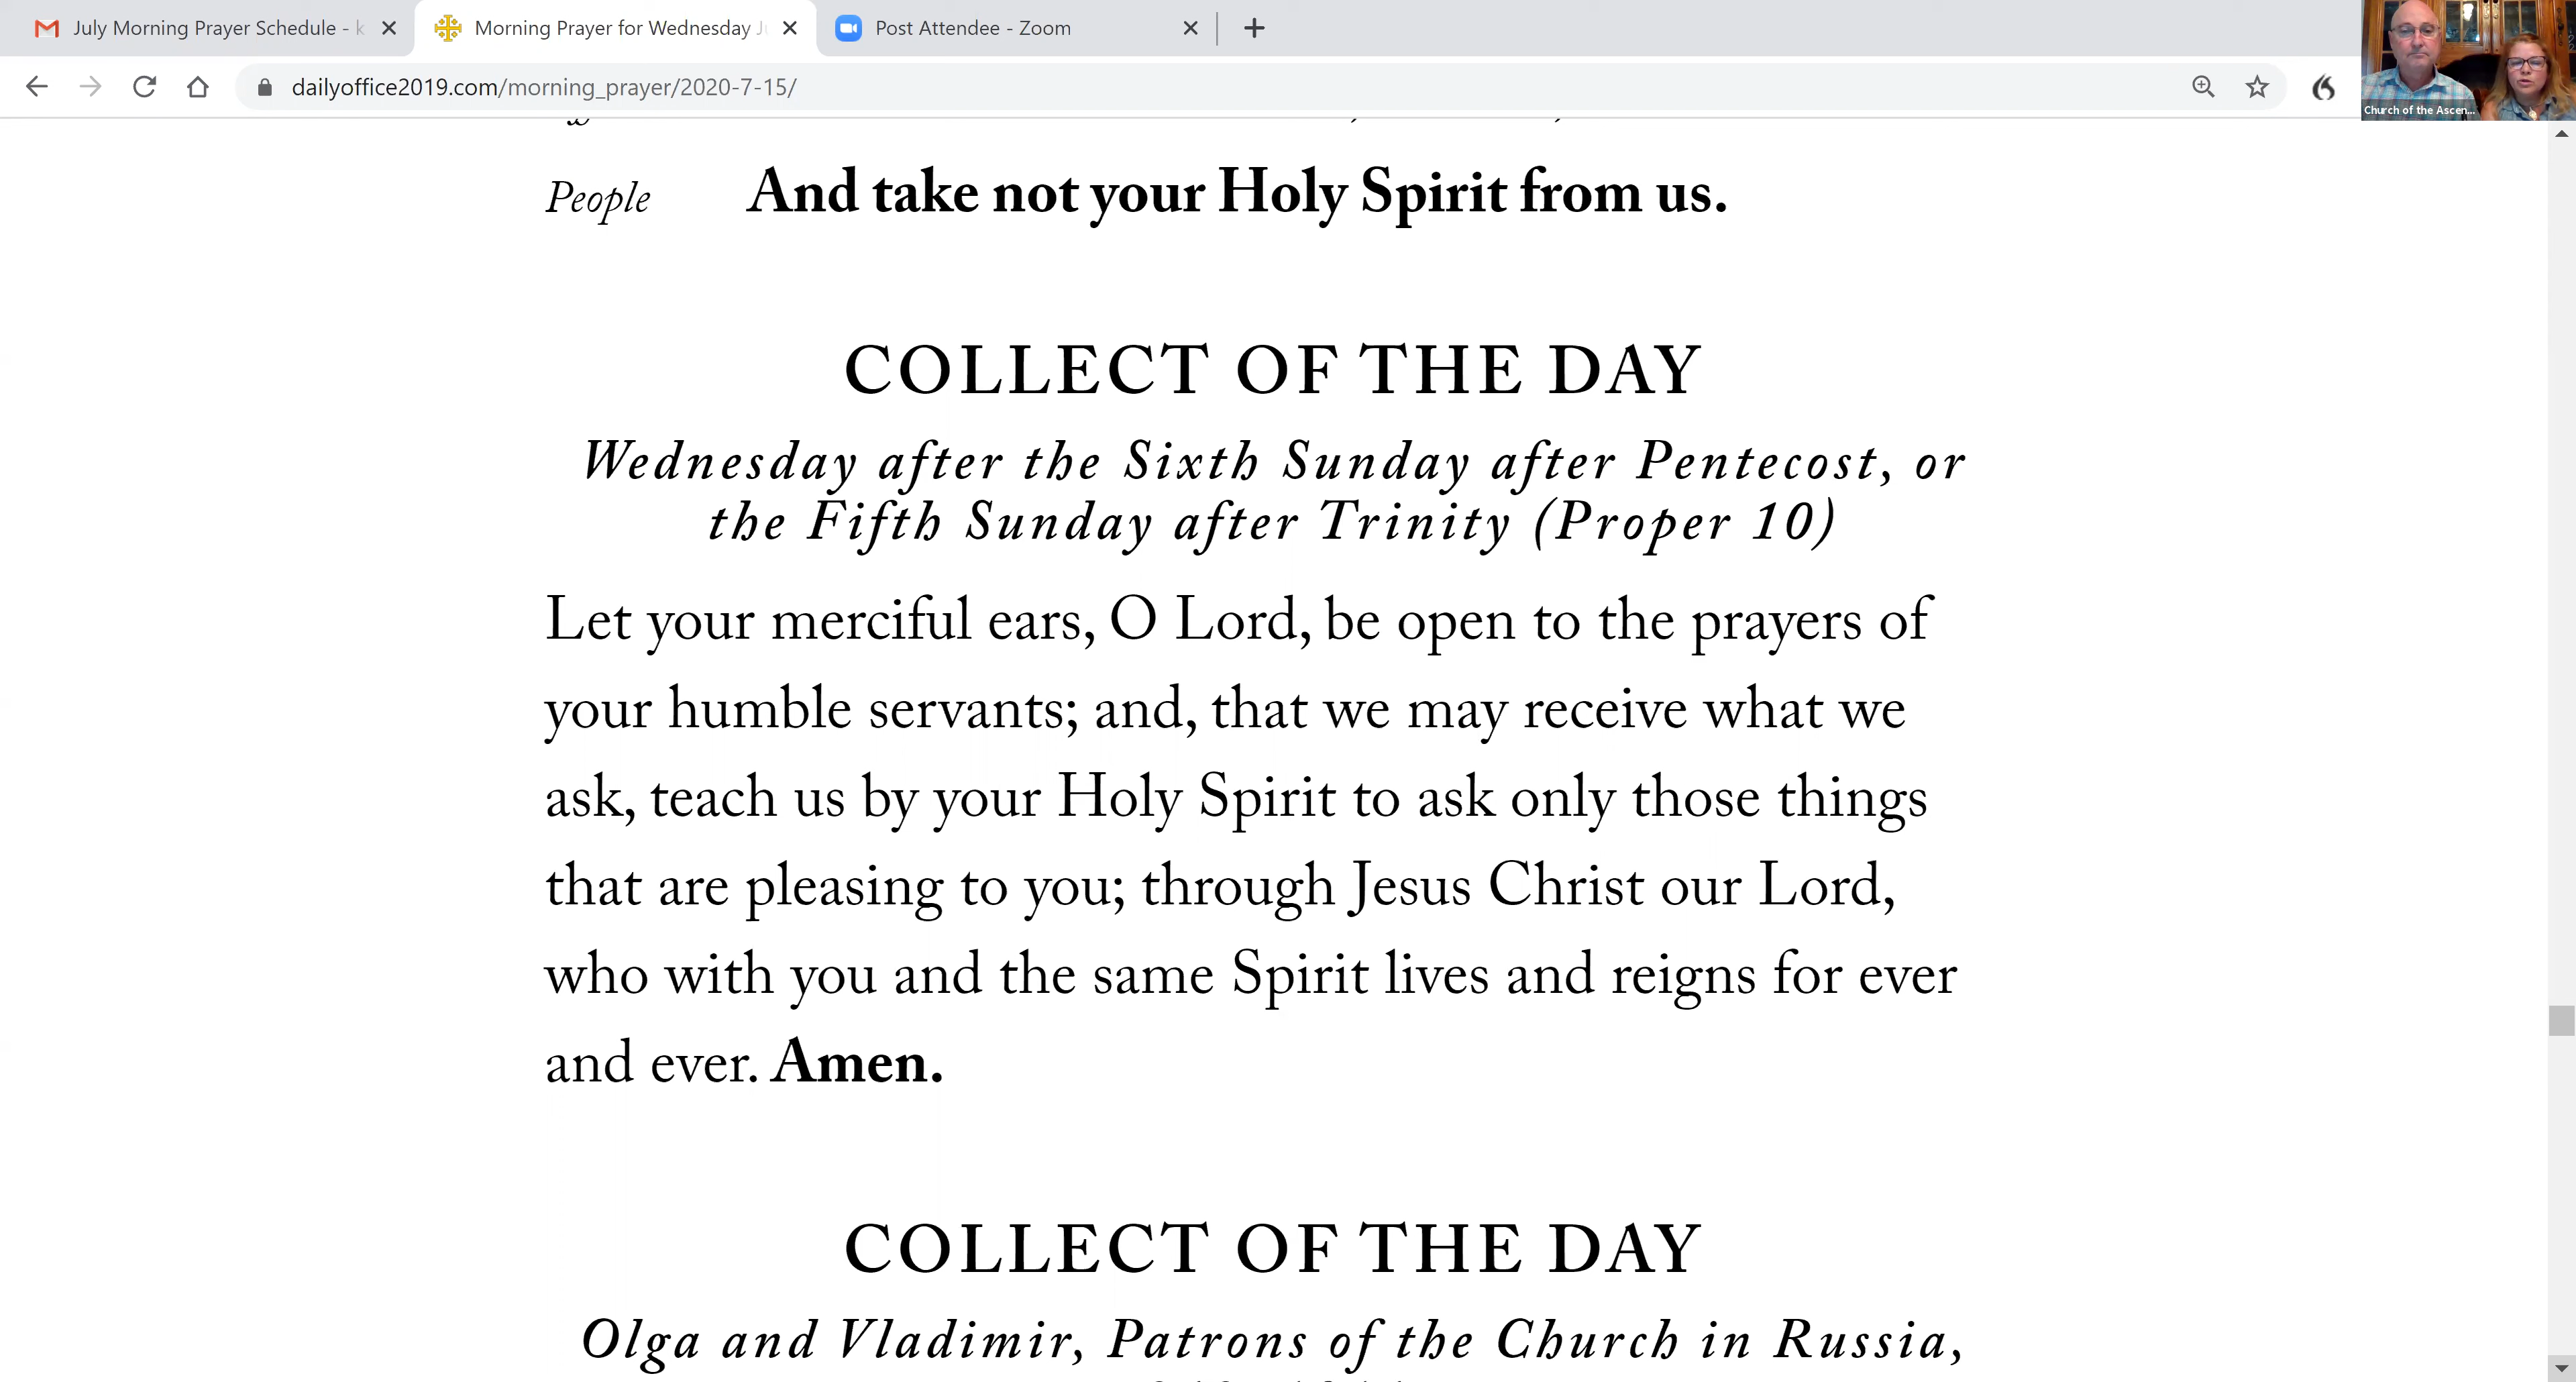 July Morning Prayer Schedule - k
Morning Prayer for Wednesday Ju
Post Attendee - Zoom
dailyoffice2019.com/morning_prayer/2020-7-15/
Church of the Ascen...
People And take not your Holy Spirit from us.
COLLECT OF THE DAY
Wednesday after the Sixth Sunday after Pentecost, or
the Fifth Sunday after Trinity (Proper 10)
Let your merciful ears, O Lord, be open to the prayers of
your humble servants; and, that we may receive what we
ask, teach us by your Holy Spirit to ask only those things
that are pleasing to you; through Jesus Christ our Lord,
who with you and the same Spirit lives and reigns for ever
and ever. Amen.
COLLECT OF THE DAY
Olga and Vladimir, Patrons of the Church in Russia,